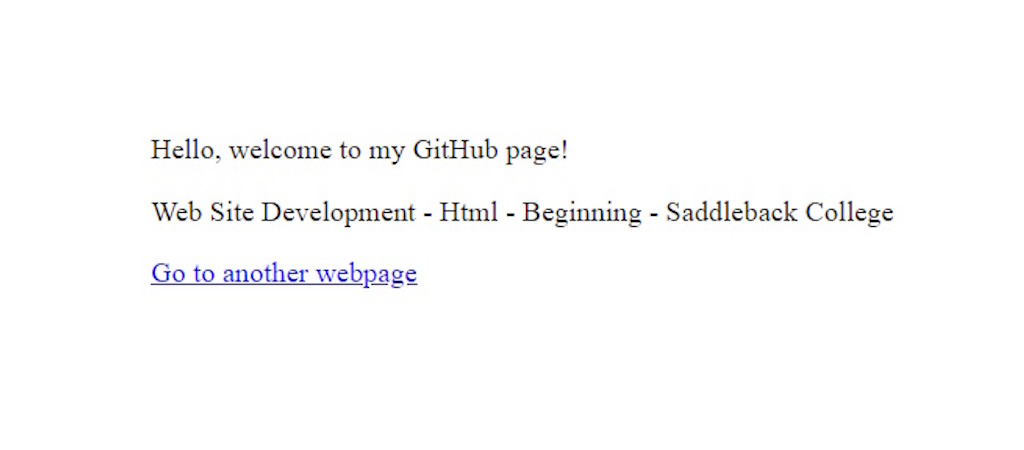 Hello, welcome to my GitHub page!
Web Site Development - Html - Beginning - Saddleback College
Go to another webpage